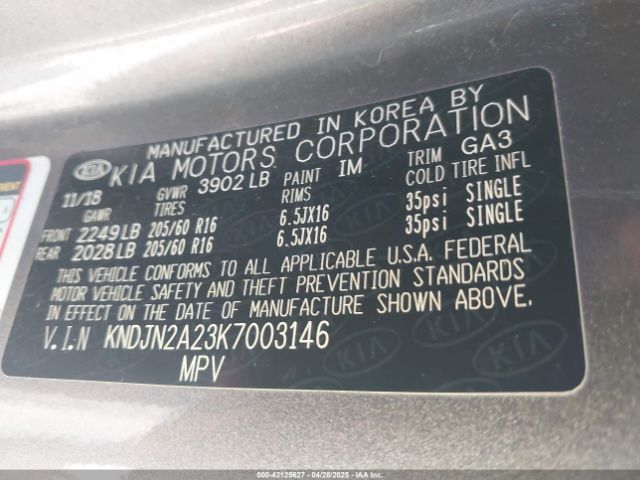 MANUFACTURED IN KOREA BY
KIA KIA MOTORS CORPORATION
11/18 GVWR 3902 LB PAINT IM TRIM GA3
GAWR TIRES RIMS COLD TIRE INFL
FRONT 2249 LB 205/60 R16 6.5JX16 35psi SINGLE
REAR 2028 LB 205/60 R16 6.5JX16 35psi SINGLE
THIS VEHICLE CONFORMS TO ALL APPLICABLE U.S.A. FEDERAL
MOTOR VEHICLE SAFETY AND THEFT PREVENTION STANDARDS
IN EFFECT ON THE DATE OF MANUFACTURE SHOWN ABOVE.
V.I.N KNDJN2A23K7003146
MPV
000-42125627 - 04/28/2025 - IAAI.COM